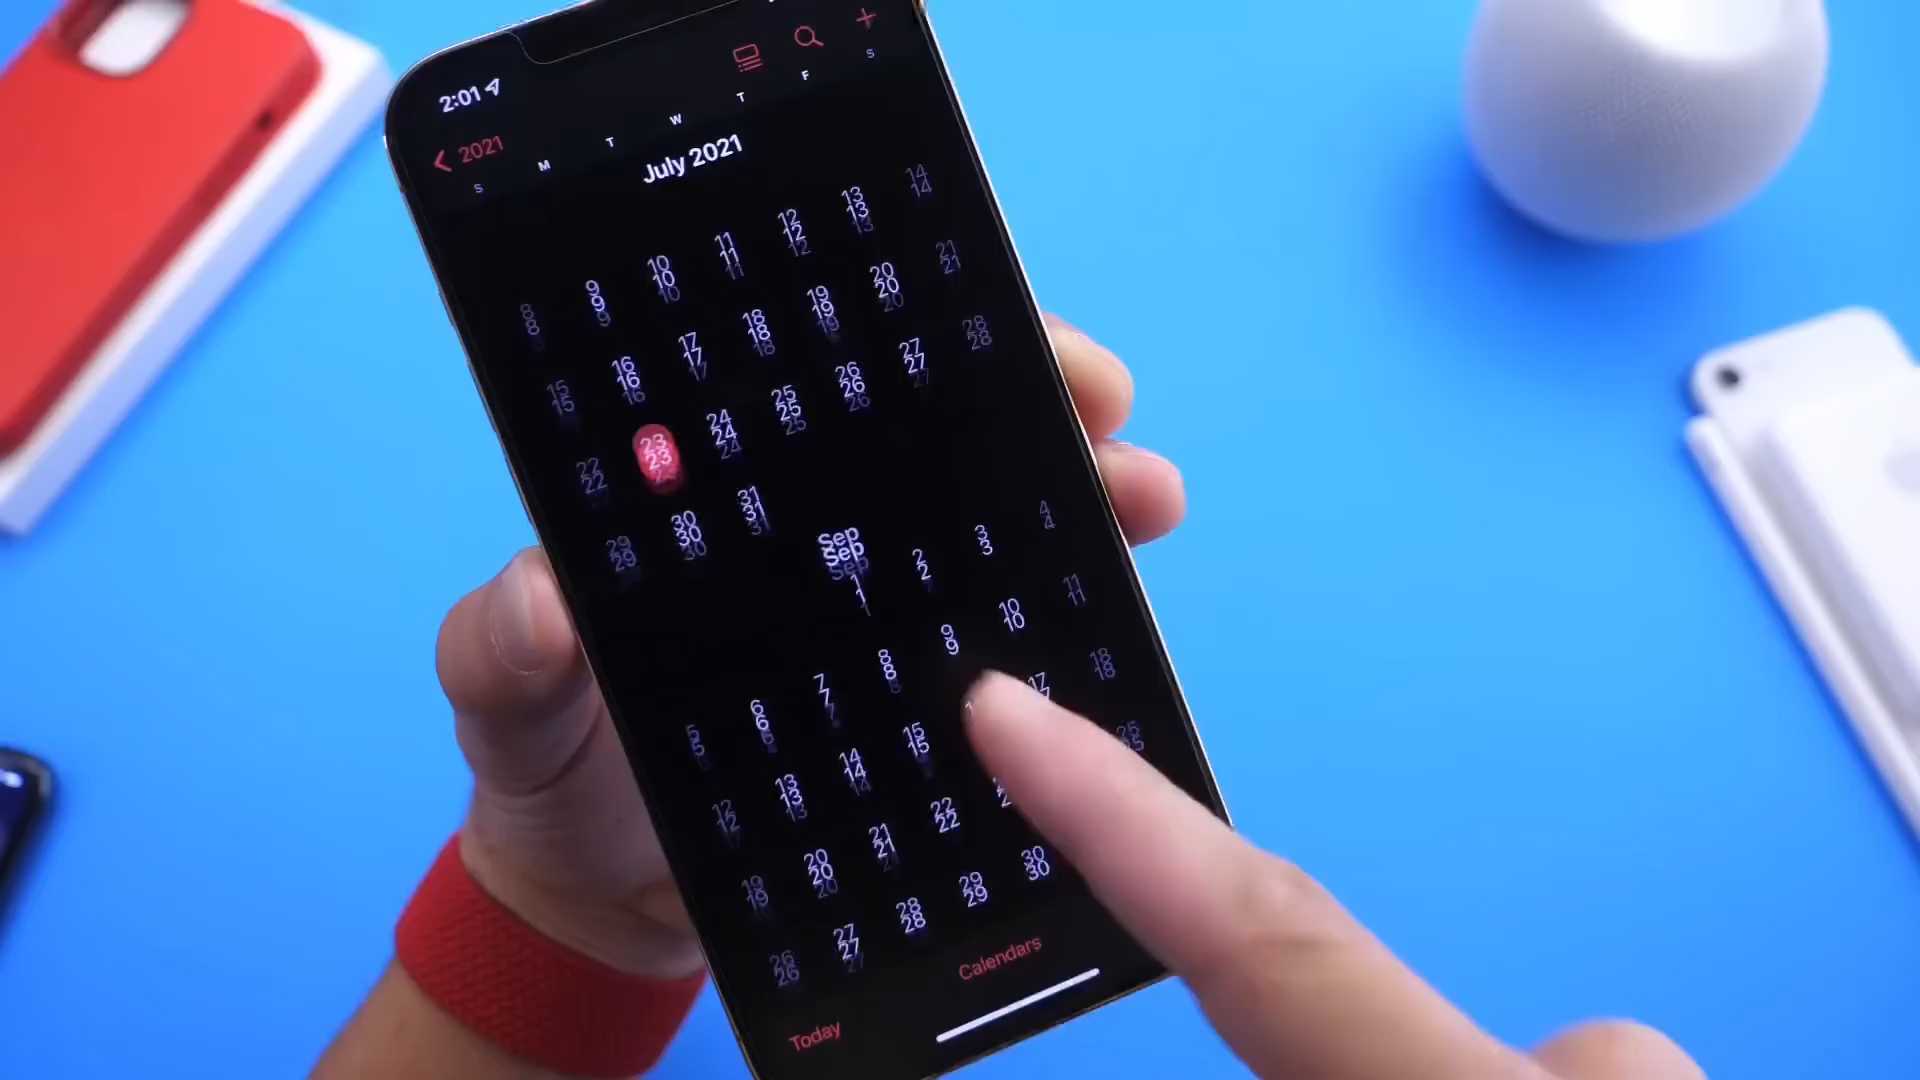 2:01
2021
July 2021
S M T W T F S
8 9 10 11 12 13 14
15 16 17 18 19 20 21
22 23 24 25 26 27 28
29 30 31
Sep
1 2 3 4
5 6 7 8 9 10 11
12 13 14 15 17 18
19 20 21 22 25
26 27 28 29 30
Today
Calendars